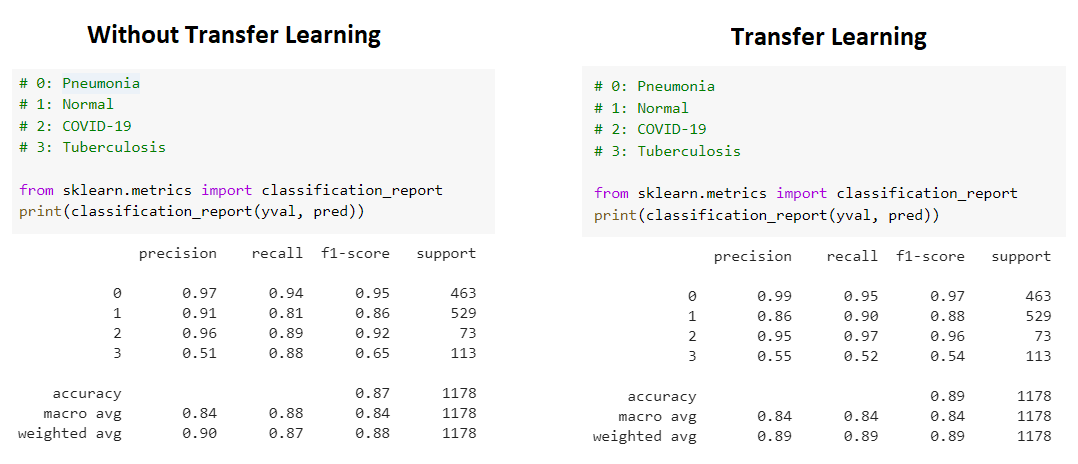 Without Transfer Learning
# 0: Pneumonia
# 1: Normal
# 2: COVID-19
# 3: Tuberculosis
from sklearn.metrics import classification_report
print(classification_report(yval, pred))
precision recall f1-score support
0 0.97 0.94 0.95 463
1 0.91 0.81 0.86 529
2 0.96 0.89 0.92 73
3 0.51 0.88 0.65 113
accuracy 0.87 1178
macro avg 0.84 0.88 0.84 1178
weighted avg 0.90 0.87 0.88 1178
Transfer Learning
# 0: Pneumonia
# 1: Normal
# 2: COVID-19
# 3: Tuberculosis
from sklearn.metrics import classification_report
print(classification_report(yval, pred))
precision recall f1-score support
0 0.99 0.95 0.97 463
1 0.86 0.90 0.88 529
2 0.95 0.97 0.96 73
3 0.55 0.52 0.54 113
accuracy 0.89 1178
macro avg 0.84 0.84 0.84 1178
weighted avg 0.89 0.89 0.89 1178